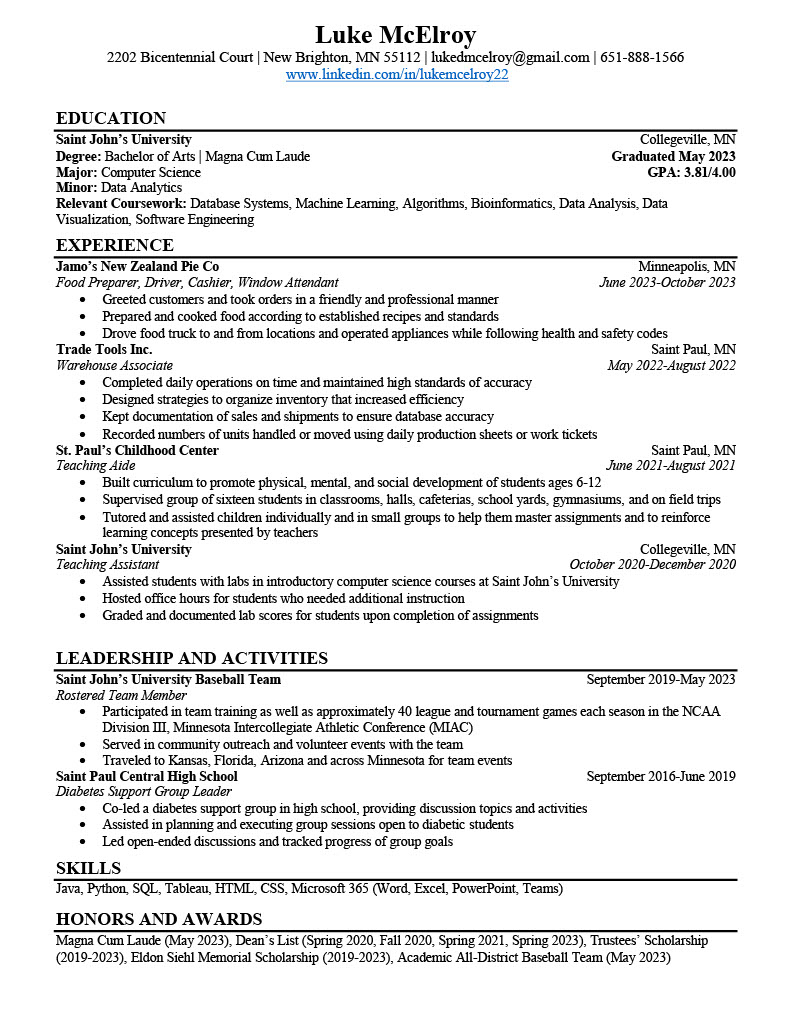 Luke McElroy
2202 Bicentennial Court | New Brighton, MN 55112 | lukedmcelroy@gmail.com | 651-888-1566
www.linkedin.com/in/lukemcelroy22
EDUCATION
Saint John's University Collegeville, MN
Degree: Bachelor of Arts | Magna Cum Laude Graduated May 2023
Major: Computer Science GPA: 3.81/4.00
Minor: Data Analytics
Relevant Coursework: Database Systems, Machine Learning, Algorithms, Bioinformatics, Data Analysis, Data
Visualization, Software Engineering
EXPERIENCE
Jamo's New Zealand Pie Co Minneapolis, MN
Food Preparer, Driver, Cashier, Window Attendant June 2023-October 2023
• Greeted customers and took orders in a friendly and professional manner
• Prepared and cooked food according to established recipes and standards
• Drove food truck to and from locations and operated appliances while following health and safety codes
Trade Tools Inc. Saint Paul, MN
Warehouse Associate May 2022-August 2022
• Completed daily operations on time and maintained high standards of accuracy
• Designed strategies to organize inventory that increased efficiency
• Kept documentation of sales and shipments to ensure database accuracy
• Recorded numbers of units handled or moved using daily production sheets or work tickets
St. Paul's Childhood Center Saint Paul, MN
Teaching Aide June 2021-August 2021
• Built curriculum to promote physical, mental, and social development of students ages 6-12
• Supervised group of sixteen students in classrooms, halls, cafeterias, school yards, gymnasiums, and on field trips
• Tutored and assisted children individually and in small groups to help them master assignments and to reinforce
learning concepts presented by teachers
Saint John's University Collegeville, MN
Teaching Assistant October 2020-December 2020
• Assisted students with labs in introductory computer science courses at Saint John's University
• Hosted office hours for students who needed additional instruction
• Graded and documented lab scores for students upon completion of assignments
LEADERSHIP AND ACTIVITIES
Saint John's University Baseball Team September 2019-May 2023
Rostered Team Member
• Participated in team training as well as approximately 40 league and tournament games each season in the NCAA
Division III, Minnesota Intercollegiate Athletic Conference (MIAC)
• Served in community outreach and volunteer events with the team
• Traveled to Kansas, Florida, Arizona and across Minnesota for team events
Saint Paul Central High School September 2016-June 2019
Diabetes Support Group Leader
• Co-led a diabetes support group in high school, providing discussion topics and activities
• Assisted in planning and executing group sessions open to diabetic students
• Led open-ended discussions and tracked progress of group goals
SKILLS
Java, Python, SQL, Tableau, HTML, CSS, Microsoft 365 (Word, Excel, PowerPoint, Teams)
HONORS AND AWARDS
Magna Cum Laude (May 2023), Dean's List (Spring 2020, Fall 2020, Spring 2021, Spring 2023), Trustees' Scholarship
(2019-2023), Eldon Siehl Memorial Scholarship (2019-2023), Academic All-District Baseball Team (May 2023)